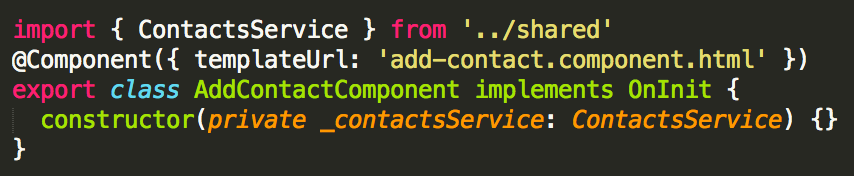 import { ContactsService } from '../shared'
@Component({ templateUrl: 'add-contact.component.html' })
export class AddContactComponent implements OnInit {
  constructor(private _contactsService: ContactsService) {}
}